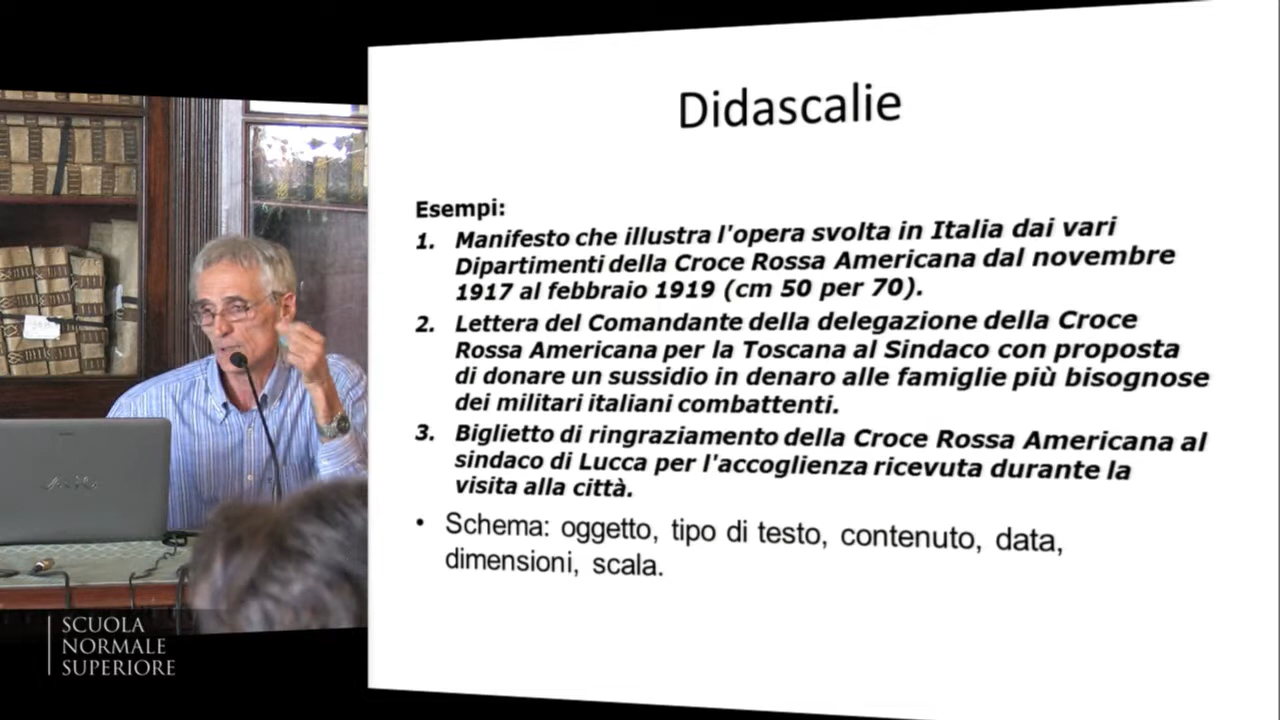 Didascalie
Esempi:
1. Manifesto che illustra l'opera svolta in Italia dai vari
Dipartimenti della Croce Rossa Americana dal novembre
1917 al febbraio 1919 (cm 50 per 70).
2. Lettera del Comandante della delegazione della Croce
Rossa Americana per la Toscana al Sindaco con proposta
di donare un sussidio in denaro alle famiglie più bisognose
dei militari italiani combattenti.
3. Biglietto di ringraziamento della Croce Rossa Americana al
sindaco di Lucca per l'accoglienza ricevuta durante la
visita alla città.
• Schema: oggetto, tipo di testo, contenuto, data,
dimensioni, scala.
SCUOLA
NORMALE
SUPERIORE